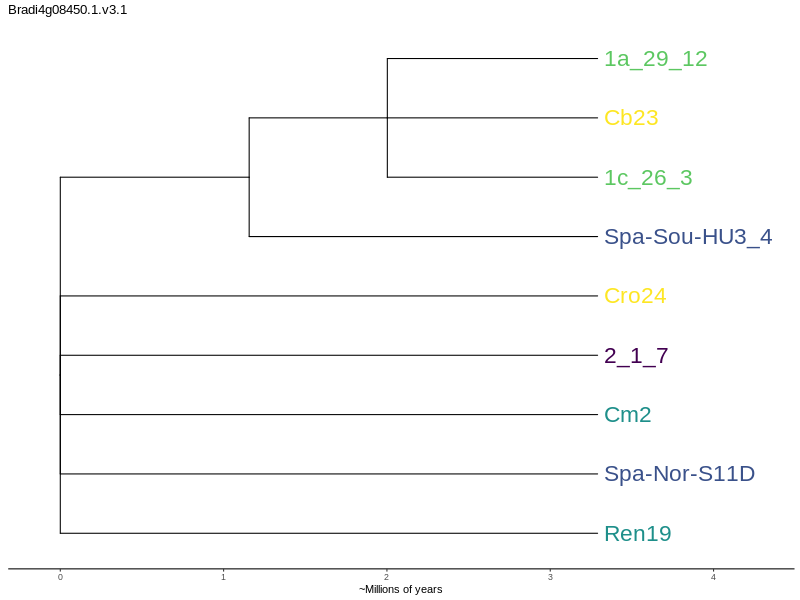 Bradi4g08450.1.v3.1
1a_29_12
Cb23
1c_26_3
Spa-Sou-HU3_4
Cro24
2_1_7
Cm2
Spa-Nor-S11D
Ren19
0 1 2 3 4
~Millions of years